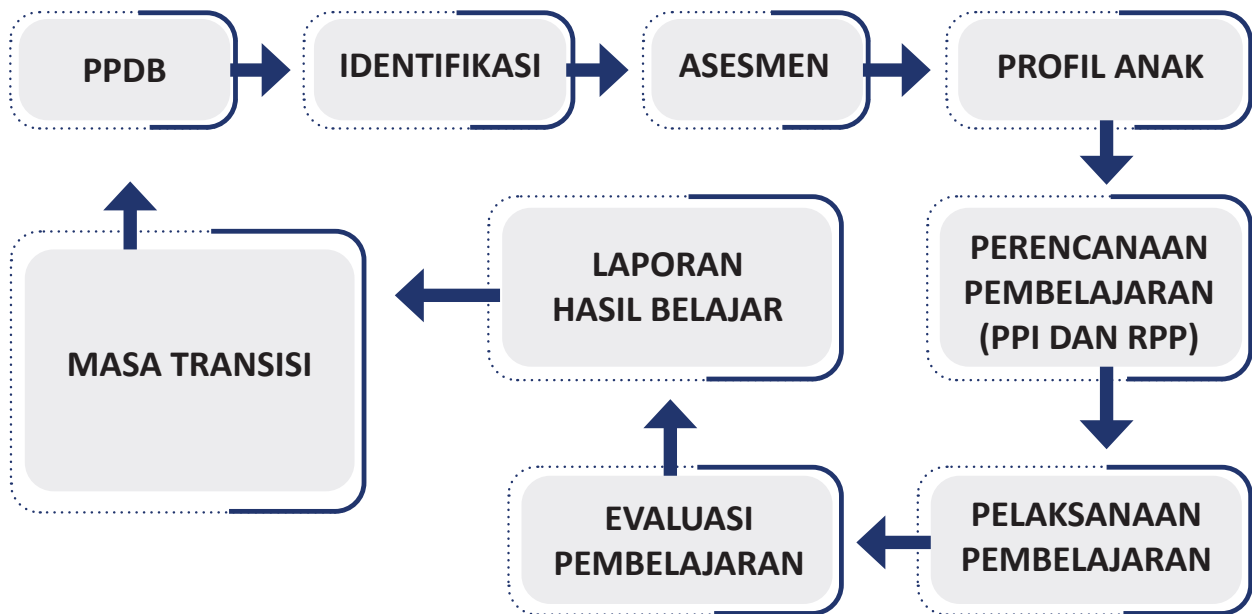 PPDB
IDENTIFIKASI
ASESMEN
PROFIL ANAK
PERENCANAAN
PEMBELAJARAN
(PPI DAN RPP)
PELAKSANAAN
PEMBELAJARAN
EVALUASI
PEMBELAJARAN
LAPORAN
HASIL BELAJAR
MASA TRANSISI